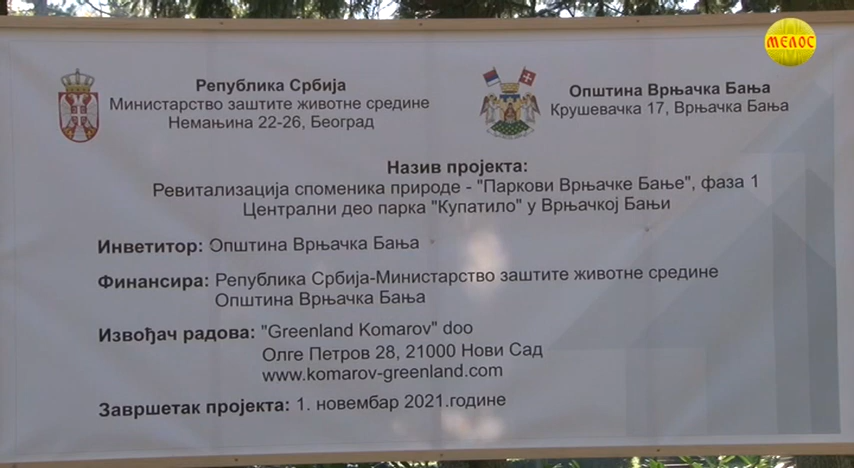 МЕЛОС
Република Србија
Министарство заштите животне средине
Немањина 22-26, Београд
Општина Врњачка Бања
Крушевачка 17, Врњачка Бања
Назив пројекта:
Ревитализација споменика природе - "Паркови Врњачке Бање", фаза 1
Централни део парка "Купатило" у Врњачкој Бањи
Инветитор: Општина Врњачка Бања
Финансира: Република Србија-Министарство заштите животне средине
Општина Врњачка Бања
Извођач радова: "Greenland Komarov" doo
Олге Петров 28, 21000 Нови Сад
www.komarov-greenland.com
Завршетак пројекта: 1. новембар 2021.године